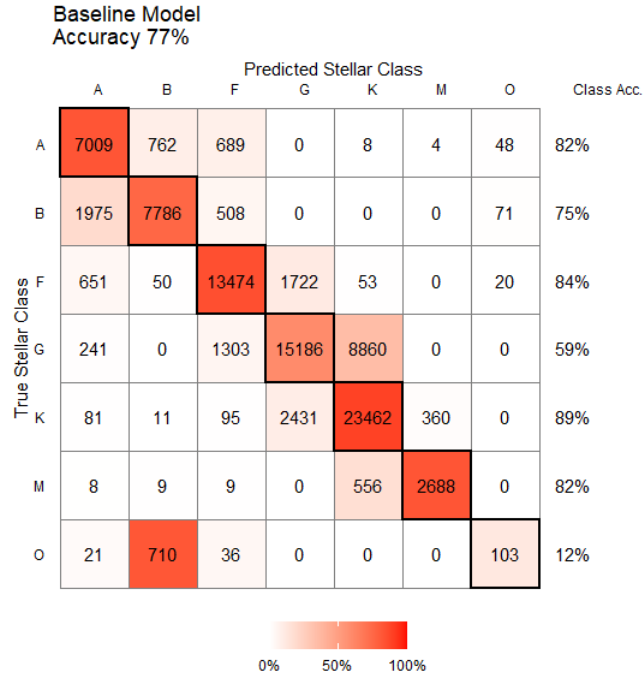 Baseline Model
Accuracy 77%
Predicted Stellar Class
A B F G K M O Class Acc.
True Stellar Class
A 7009 762 689 0 8 4 48 82%
B 1975 7786 508 0 0 0 71 75%
F 651 50 13474 1722 53 0 20 84%
G 241 0 1303 15186 8860 0 0 59%
K 81 11 95 2431 23462 360 0 89%
M 8 9 9 0 556 2688 0 82%
O 21 710 36 0 0 0 103 12%
0% 50% 100%